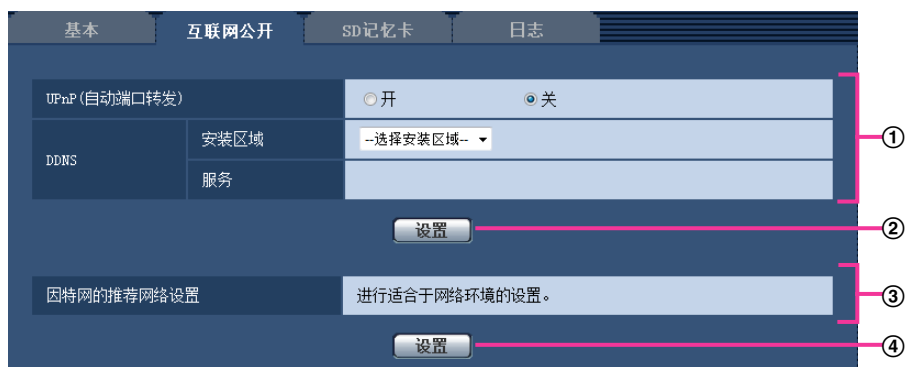 基本 互联网公开 SD记忆卡 日志
UPnP(自动端口转发) 开 关
DDNS 安装区域 --选择安装区域--
服务
①
设置 ②
因特网的推荐网络设置 进行适合于网络环境的设置。 ③
设置 ④